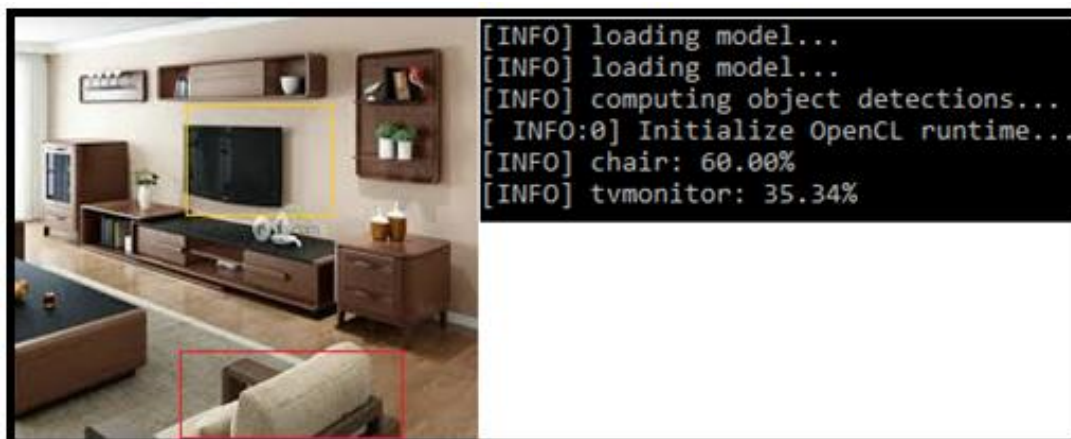 [INFO] loading model...
[INFO] loading model...
[INFO] computing object detections...
[ INFO:0] Initialize OpenCL runtime...
[INFO] chair: 60.00%
[INFO] tvmonitor: 35.34%